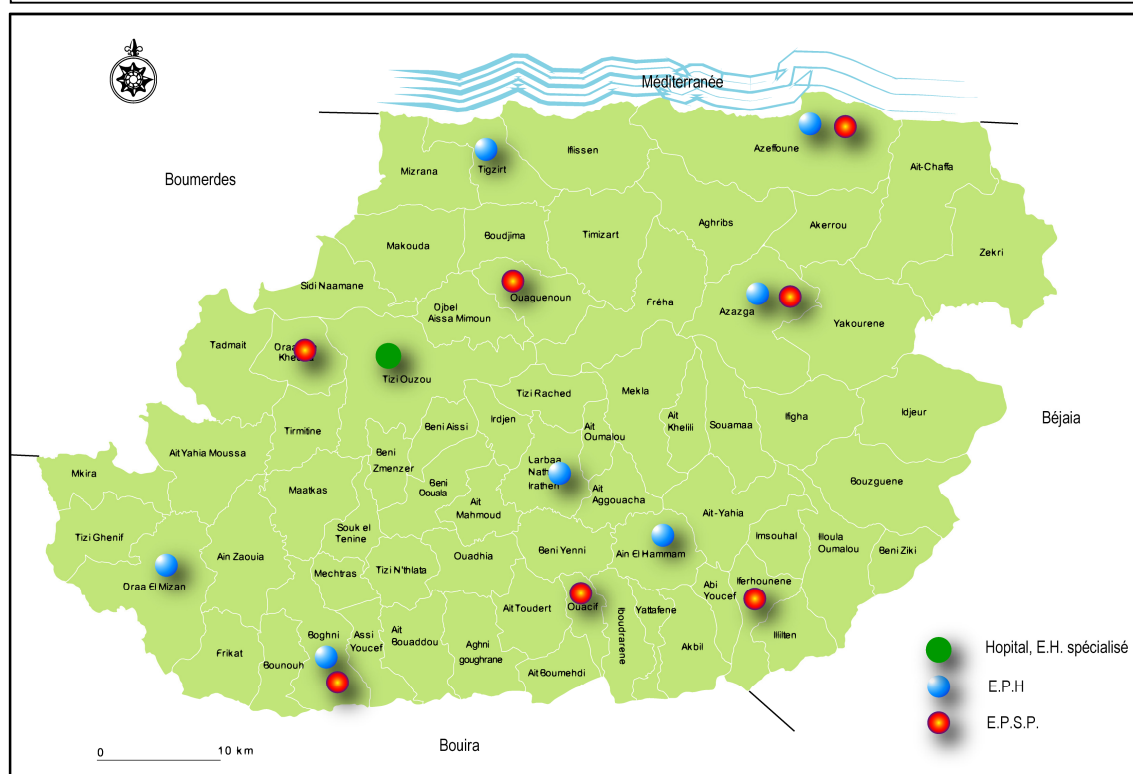 Méditerranée
Azeffoune
Iflissen
Tigzirt
Mizrana
Boumerdes
Ait-Chaffa
Aghribs
Akerrou
Zekri
Boudjima
Timizart
Makouda
Sidi Naamane
Ouaguenoun
Djbel
Aissa Mimoun
Fréha
Azazga
Yakourene
Tadmait
Draa
Tizi Ouzou
Tizi Rached
Mekla
Ait
Khelili
Souamaa
Ifigha
Idjeur
Béjaia
Tirmitine
Beni Aissi
Irdjen
Ait
Oumalou
Ait Yahia Moussa
Mkira
Beni
Zmenzer
Larbaa
Irathen
Maatkas
Beni
Douala
Ait
Mahmoud
Ait
Aggouacha
Bouzguene
Ait-Yahia
Tizi Ghenif
Souk el
Tenine
Imsouhal
Illoula
Oumalou
Beni Ziki
Ain Zaouia
Ouadhia
Beni Yenni
Ain El Hammam
Draa El Mizan
Mechtras
Tizi N'thlata
Abi
Youcef
Iferhounene
Ait Toudert
Ouacif
Iboudrarene
Yattafene
Illilten
Boghni
Assi
Youcef
Ait
Bouaddou
Aghni
goughrane
Akbil
Frikat
Bounouh
Ait Boumehdi
Hopital, E.H. spécialisé
E.P.H
E.P.S.P.
Bouira
0 10 km